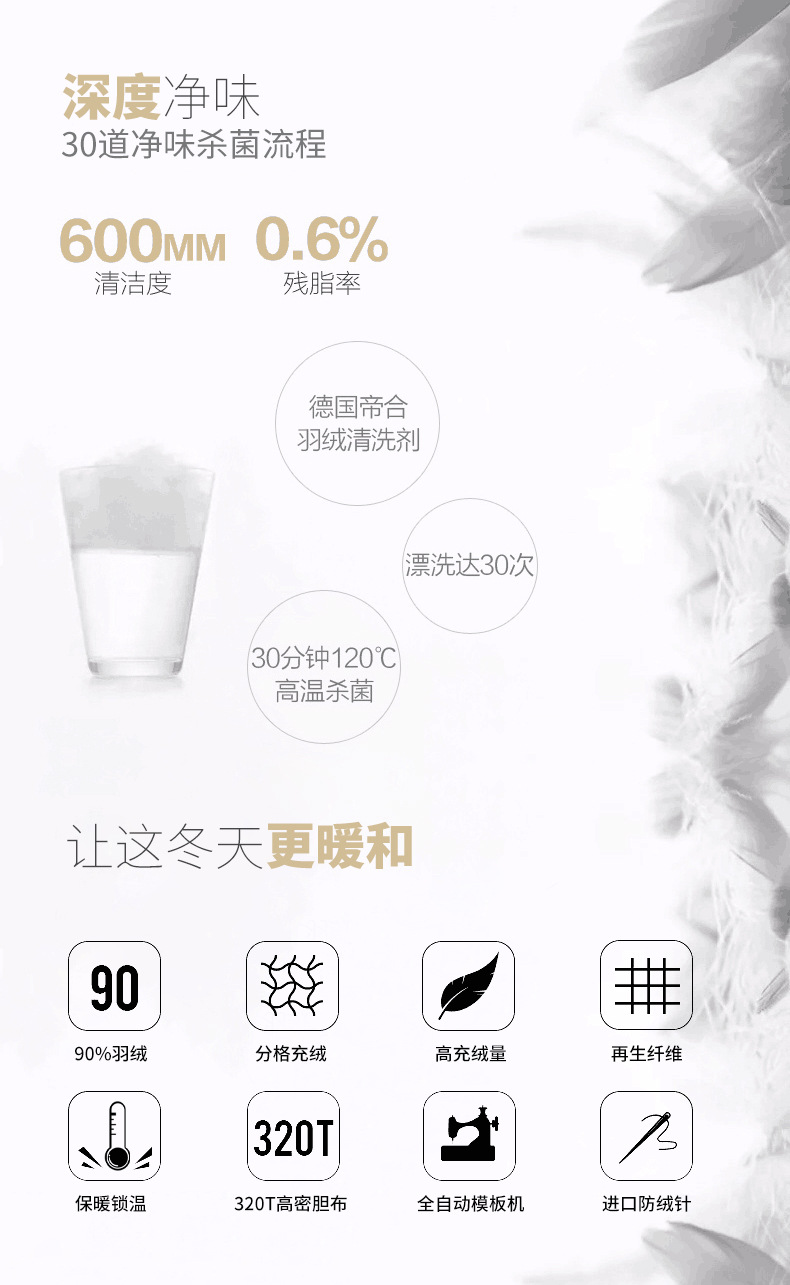 深度净味
30道净味杀菌流程
600MM 0.6%
清洁度 残脂率
德国帝合
羽绒清洗剂
漂洗达30次
30分钟120℃
高温杀菌
让这冬天更暖和
90
90%羽绒 分格充绒 高充绒量 再生纤维
320T
保暖锁温 320T高密胆布 全自动模板机 进口防绒针